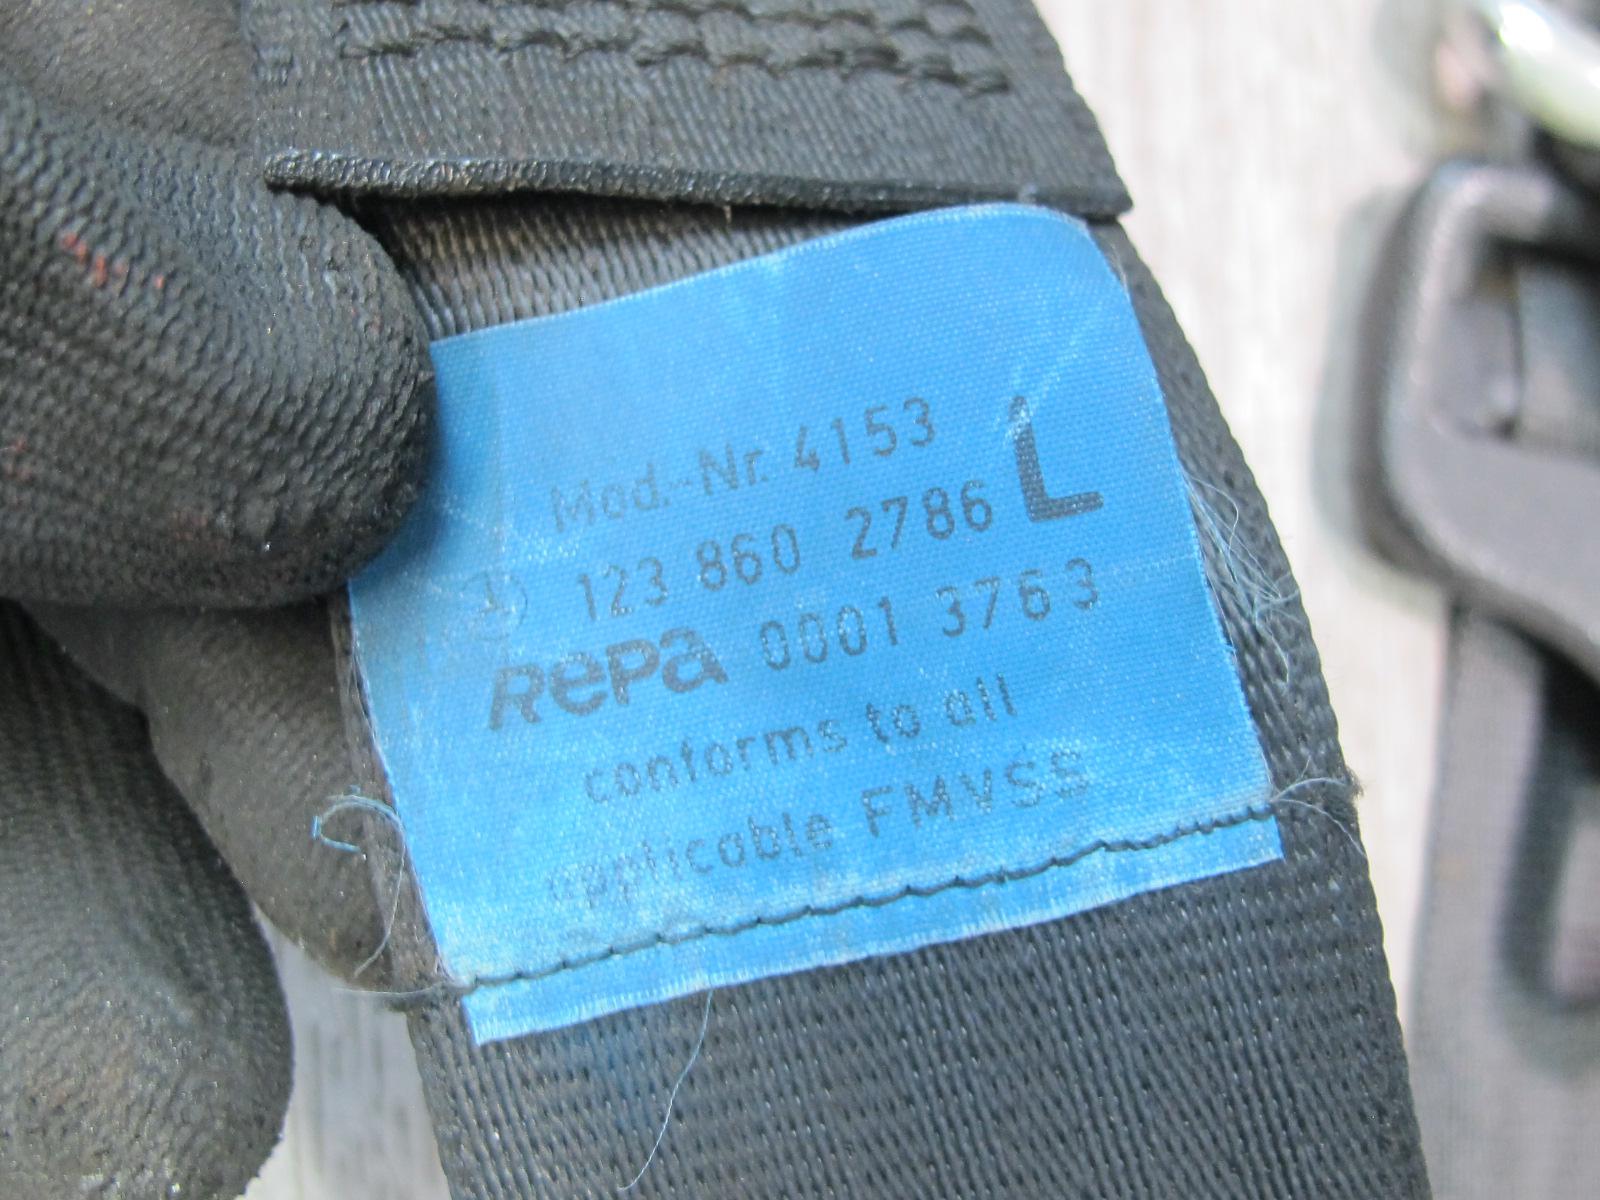 Mod.-Nr. 4153
123 860 2786 L
REPA 0001 3763
conforms to all
applicable FMVSS